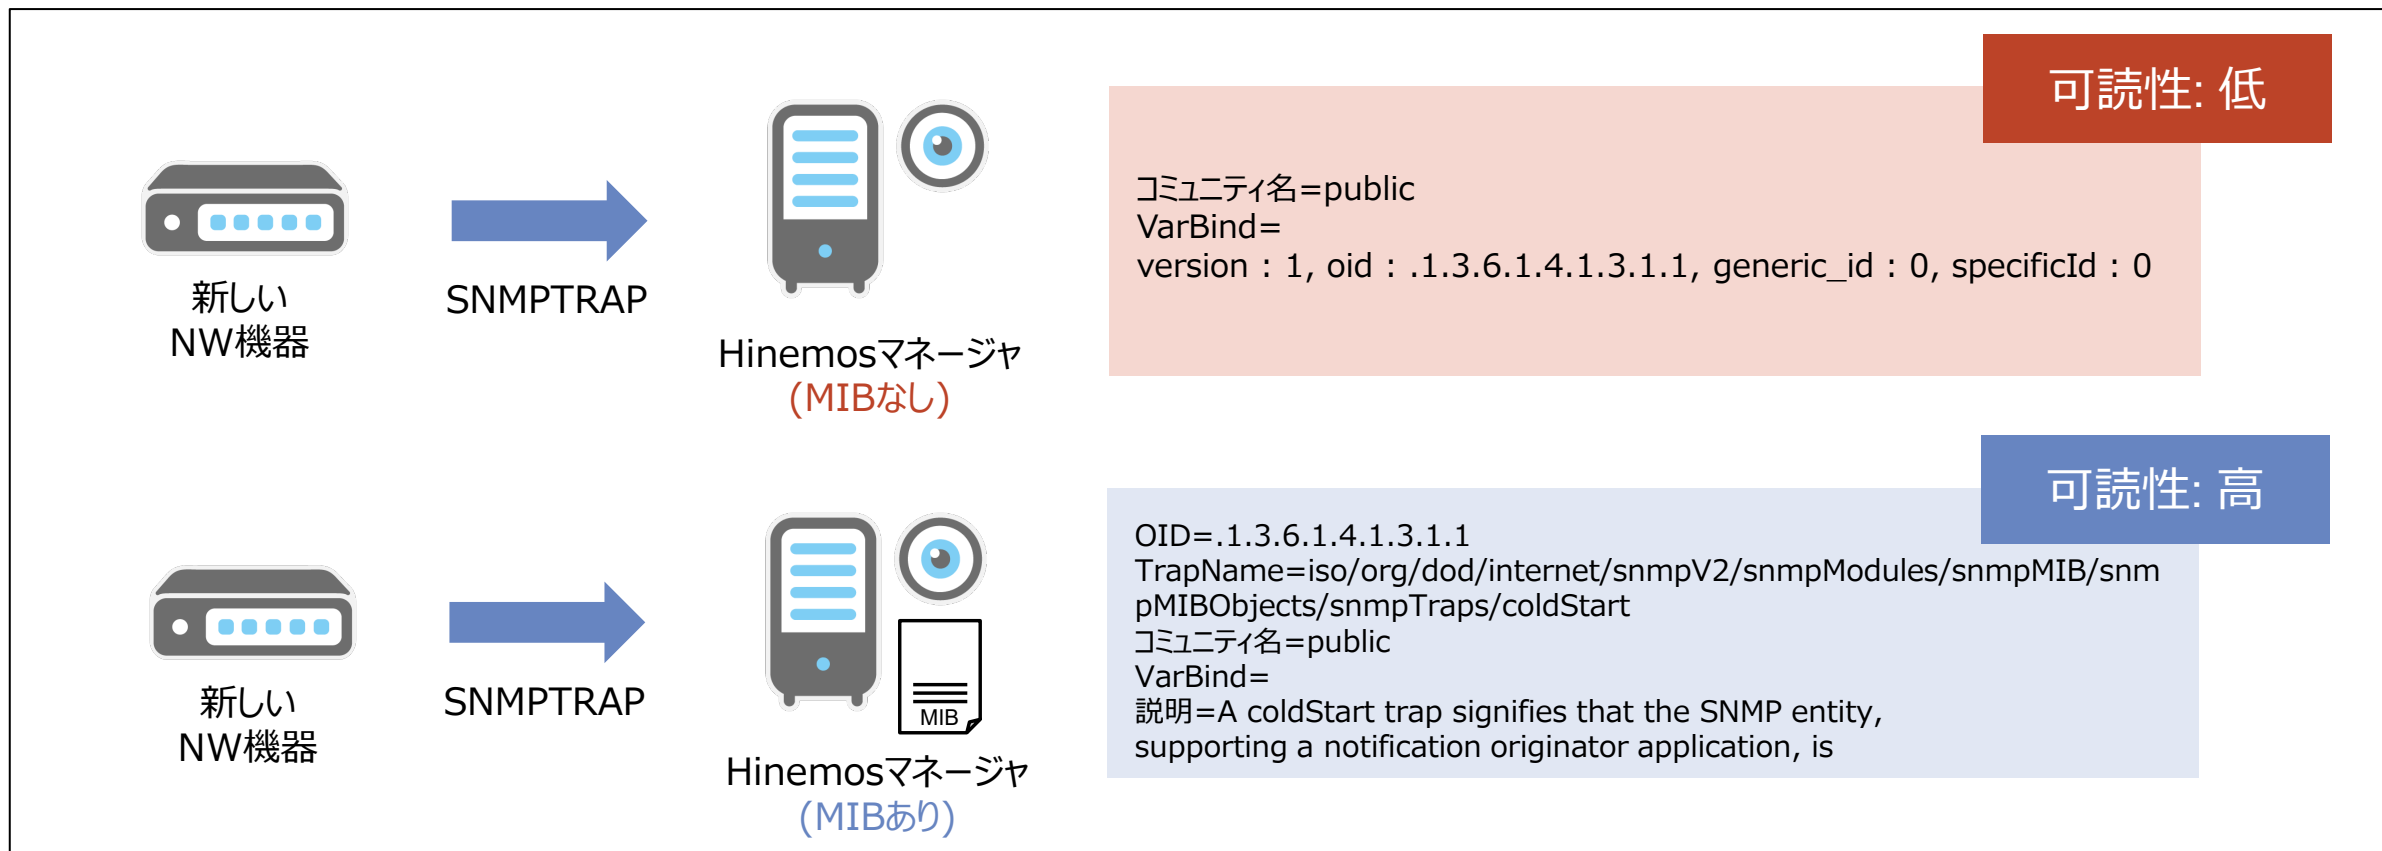 可読性: 低
コミュニティ名=public
VarBind=
version : 1, oid : .1.3.6.1.4.1.3.1.1, generic_id : 0, specificId : 0
新しい
NW機器
SNMPTRAP
Hinemosマネージャ
(MIBなし)
可読性: 高
OID=.1.3.6.1.4.1.3.1.1
TrapName=iso/org/dod/internet/snmpV2/snmpModules/snmpMIB/snm
pMIBObjects/snmpTraps/coldStart
コミュニティ名=public
VarBind=
説明=A coldStart trap signifies that the SNMP entity,
supporting a notification originator application, is
新しい
NW機器
SNMPTRAP
MIB
Hinemosマネージャ
(MIBあり)